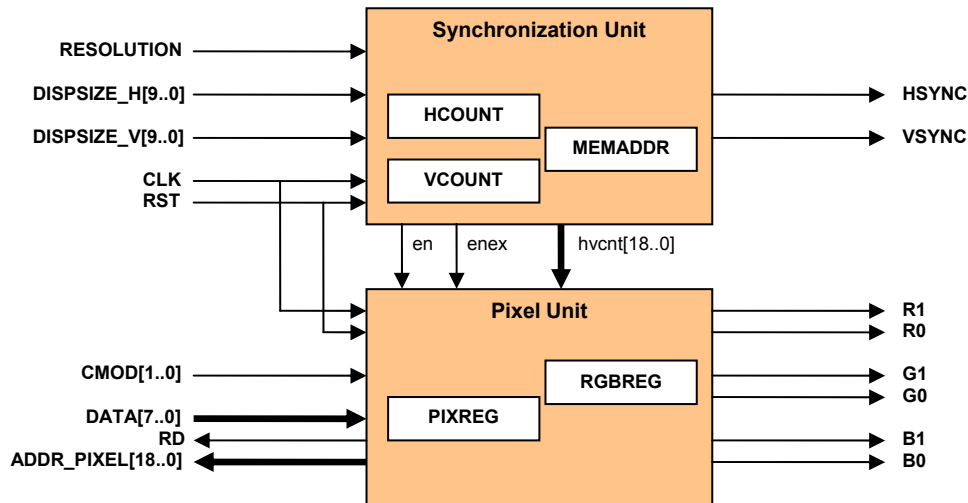 Synchronization Unit
RESOLUTION
DISPSIZE_H[9..0]
HSYNC
HCOUNT
DISPSIZE_V[9..0]
VSYNC
MEMADDR
CLK
VCOUNT
RST
en
enex
hvcnt[18..0]
Pixel Unit
R1
R0
CMOD[1..0]
RGBREG
G1
G0
DATA[7..0]
PIXREG
RD
B1
ADDR_PIXEL[18..0]
B0